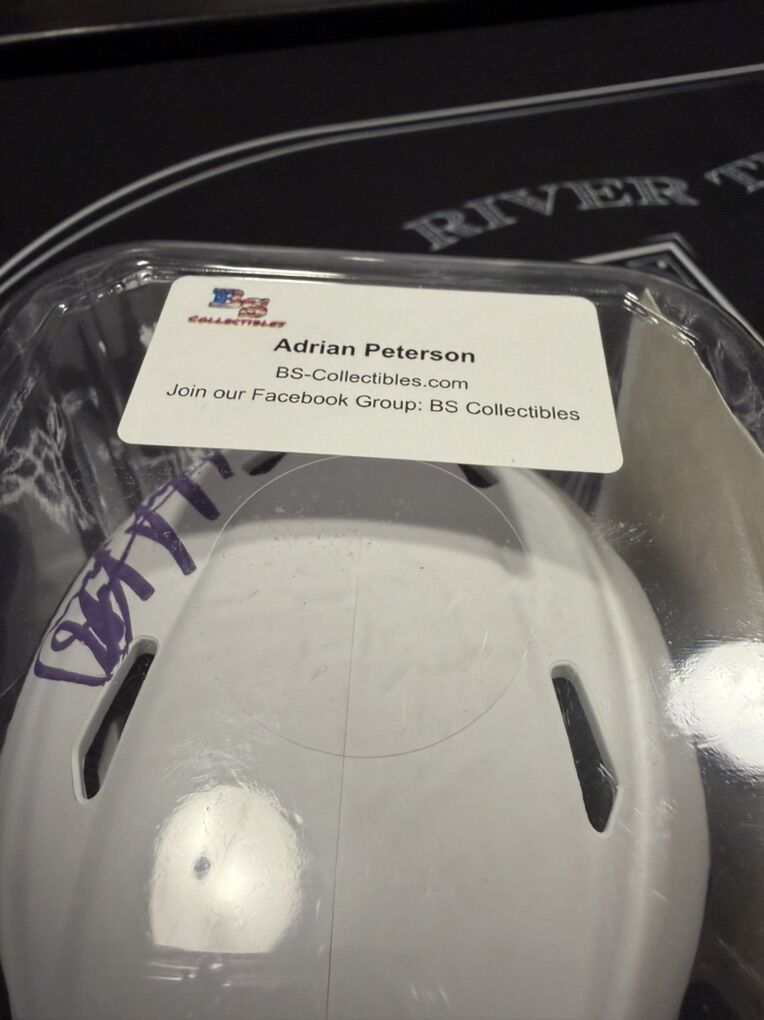 RIVER
BS
COLLECTIBLES
Adrian Peterson
BS-Collectibles.com
Join our Facebook Group: BS Collectibles